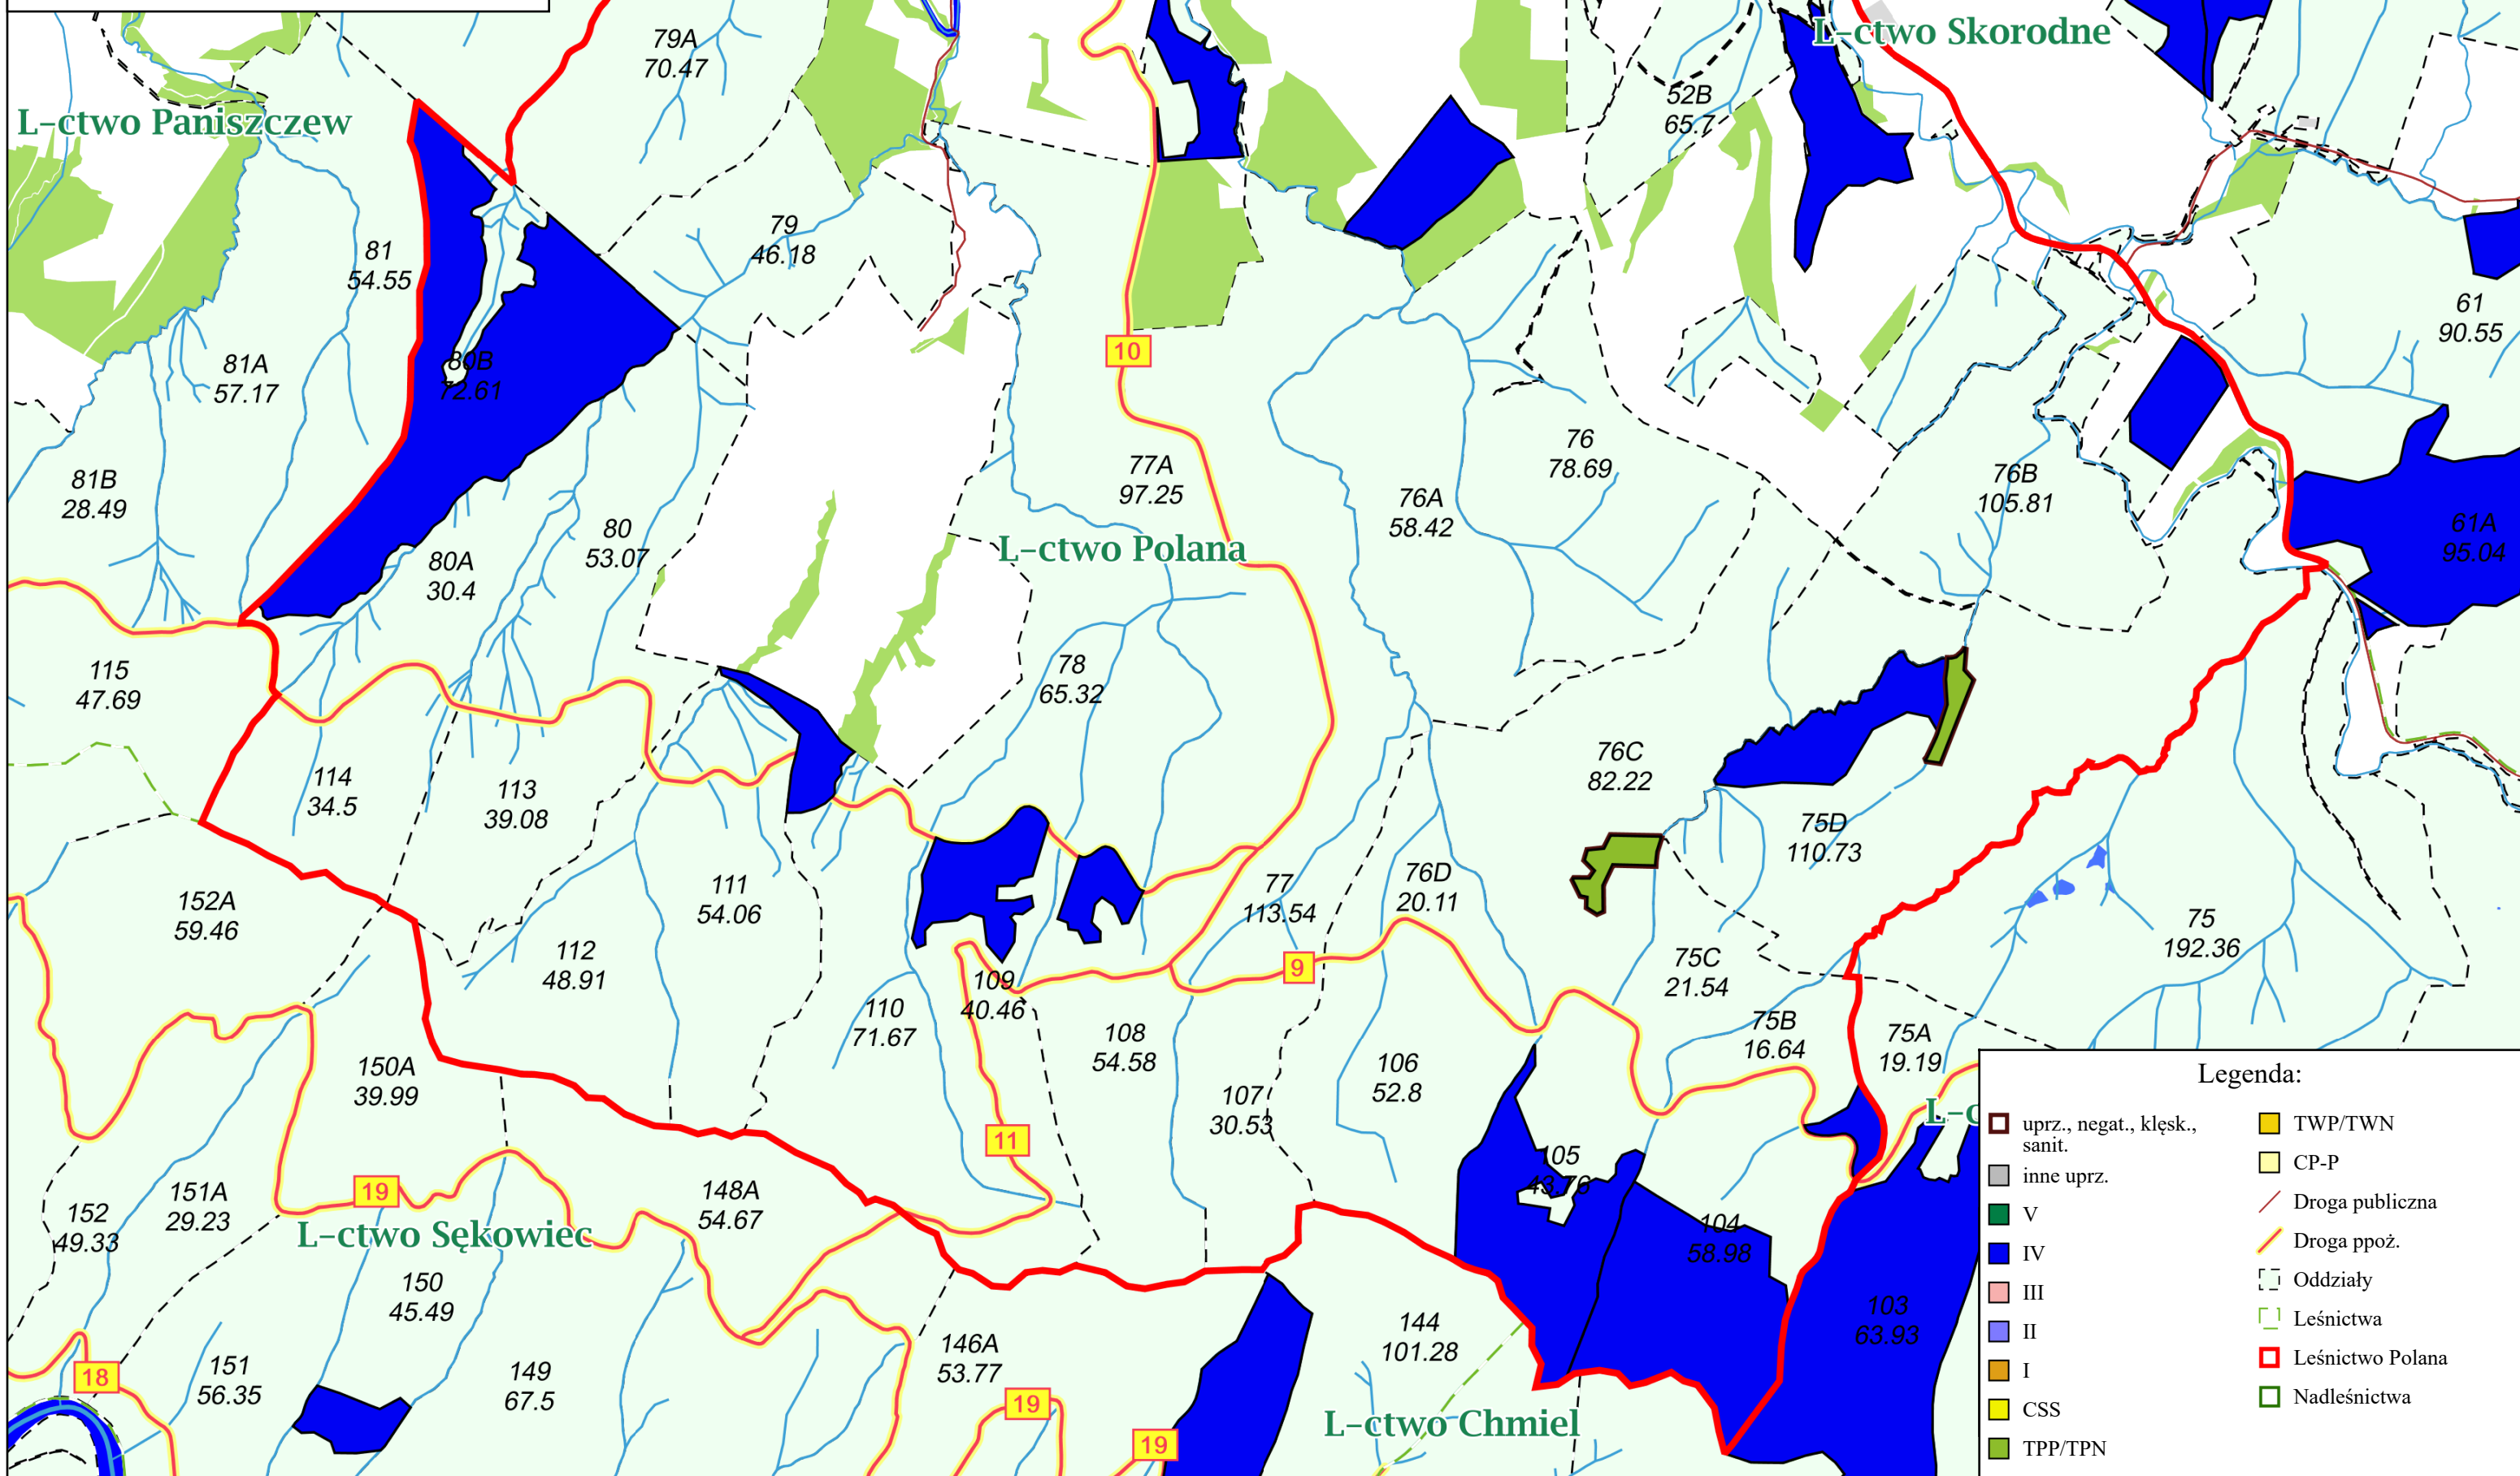 L-ctwo Skorodne
79A
70.47
52B
65.7
L-ctwo Paniszczew
79
46.18
81
54.55
61
90.55
10
81A
57.17
80B
72.61
76
78.69
77A
97.25
81B
28.49
76A
58.42
76B
105.81
80
53.07
61A
95.04
L-ctwo Polana
80A
30.4
115
47.69
78
65.32
76C
82.22
114
34.5
113
39.08
75D
110.73
111
54.06
77
113.54
76D
20.11
152A
59.46
75
192.36
112
48.91
9
75C
21.54
109
40.46
110
71.67
108
54.58
75B
16.64
75A
19.19
150A
39.99
106
52.8
107
30.53
L-c
11
105
43.76
19
151A
29.23
148A
54.67
152
49.33
L-ctwo Sękowiec
104
58.98
150
45.49
103
63.93
144
101.28
146A
53.77
18
151
56.35
149
67.5
19
L-ctwo Chmiel
19
Legenda:
uprz., negat., klęsk.,
sanit.
inne uprz.
V
IV
III
II
I
CSS
TPP/TPN
TWP/TWN
CP-P
Droga publiczna
Droga ppoż.
Oddziały
Leśnictwa
Leśnictwo Polana
Nadleśnictwa